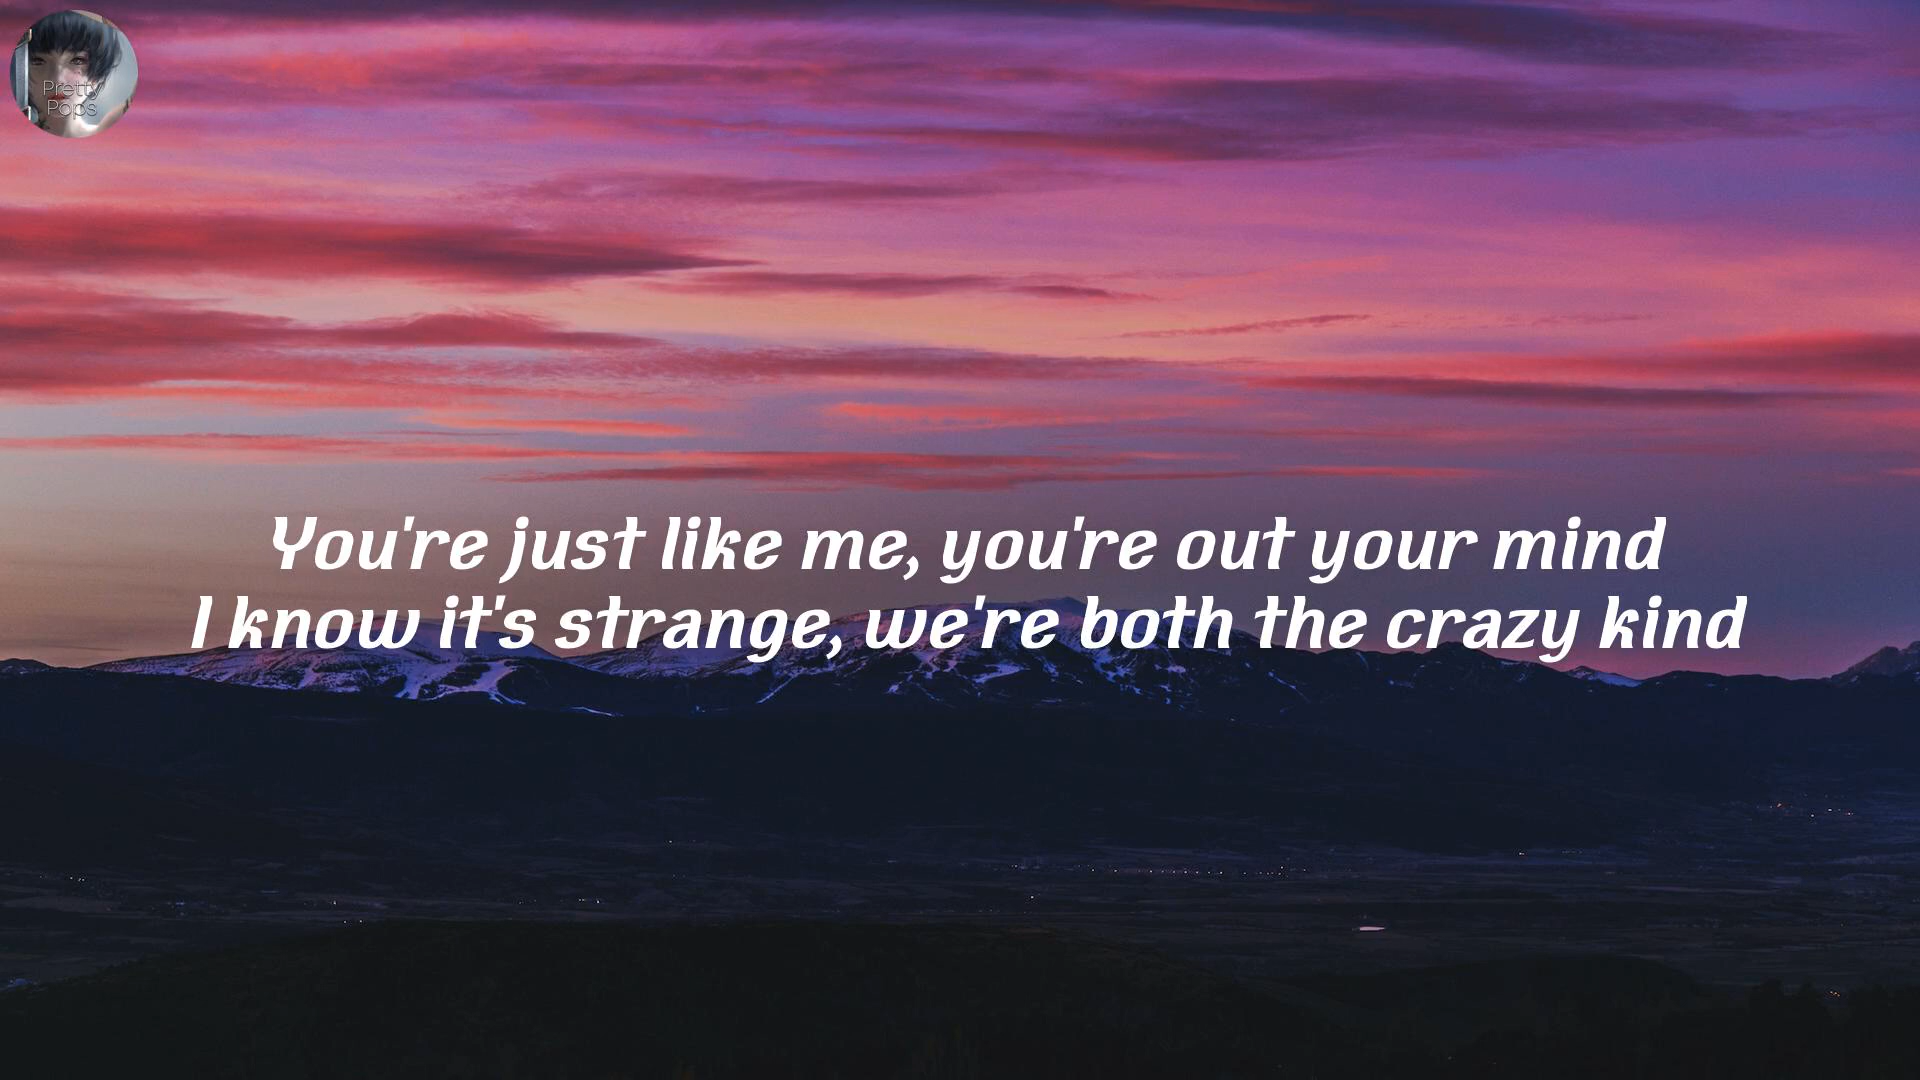 Pretty
Pops
You're just like me, you're out your mind
I know it's strange, we're both the crazy kind